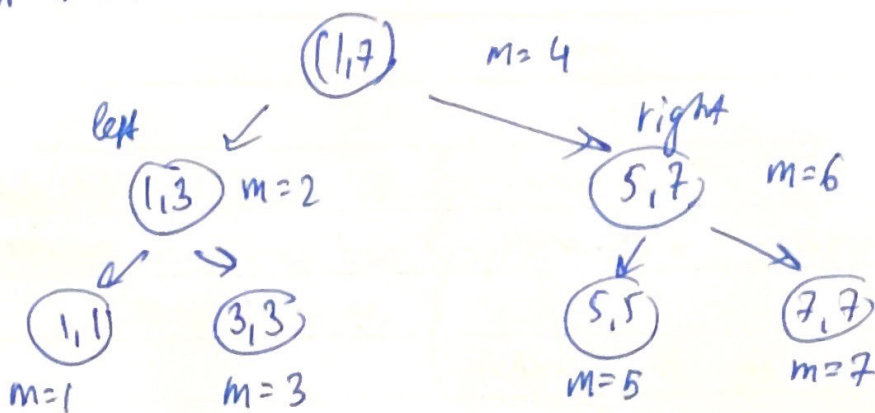 (1,7) m=4
left right
1,3 m=2 5,7 m=6
1,1 3,3 5,5 7,7
m=1 m=3 m=5 m=7